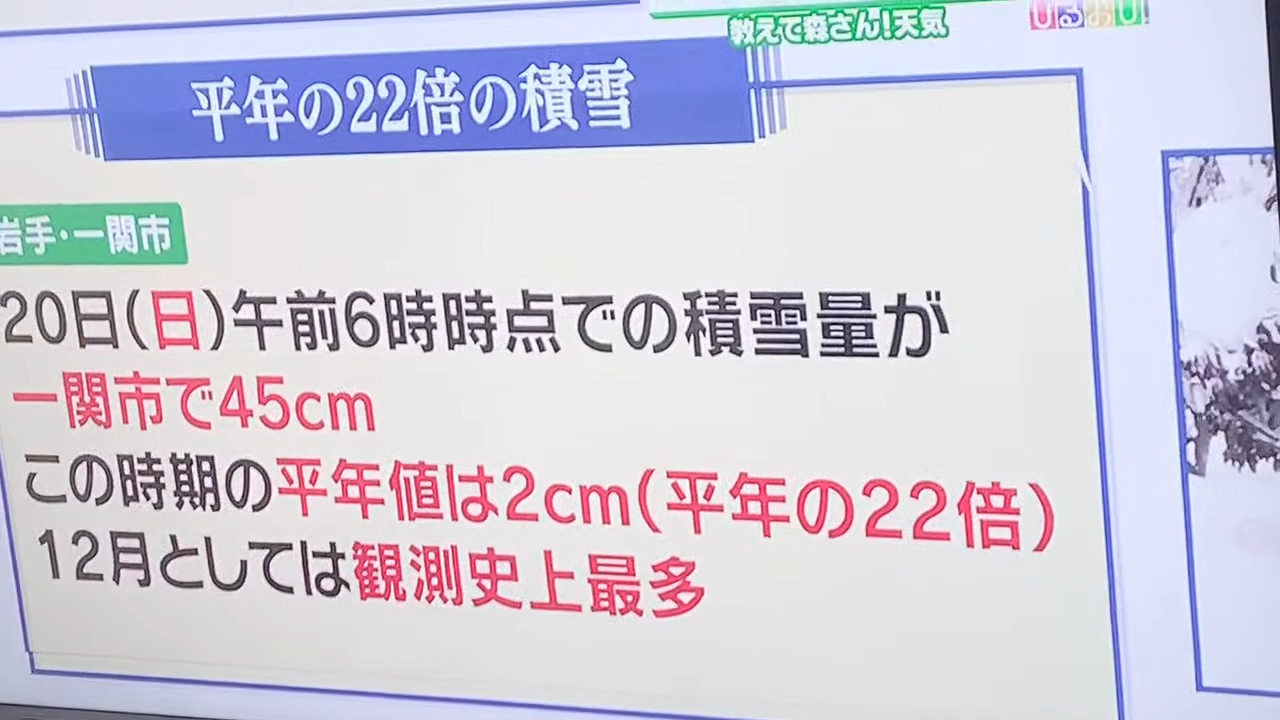 教えて森さん!天気
ひるおび!
平年の22倍の積雪
岩手・一関市
20日(日)午前6時時点での積雪量が
一関市で45cm
この時期の平年値は2cm(平年の22倍)
12月としては観測史上最多